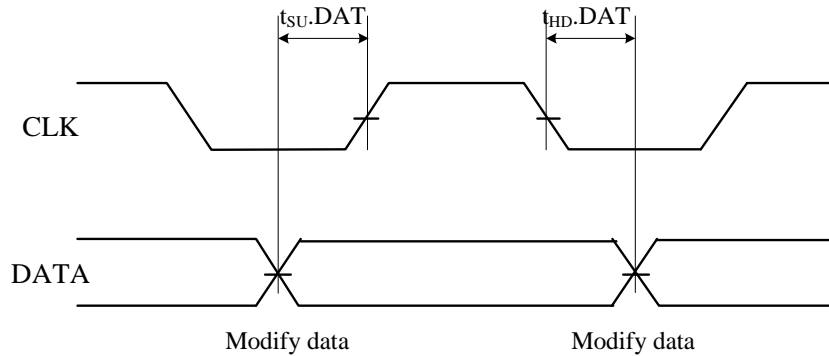 tSU.DAT tHD.DAT
CLK
DATA
Modify data Modify data